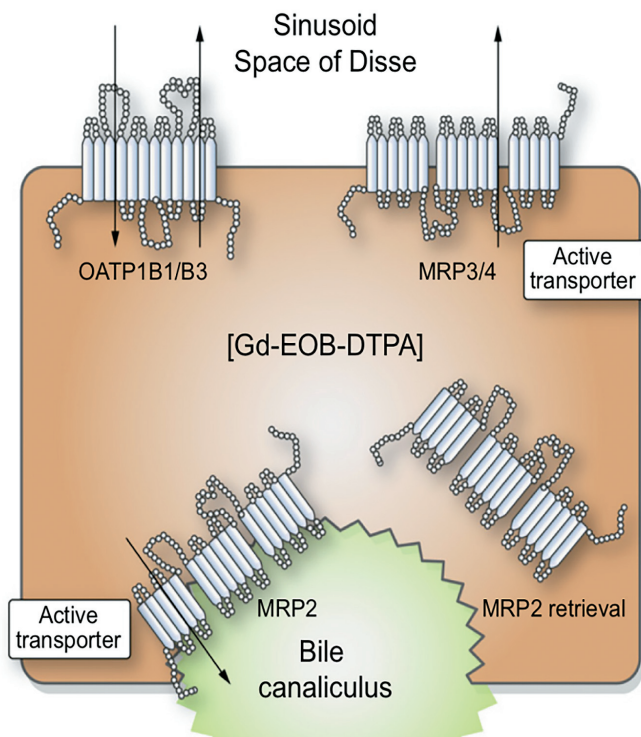 Sinusoid
Space of Disse
OATP1B1/B3
MRP3/4
Active
transporter
[Gd-EOB-DTPA]
MRP2
MRP2 retrieval
Active
transporter
Bile
canaliculus